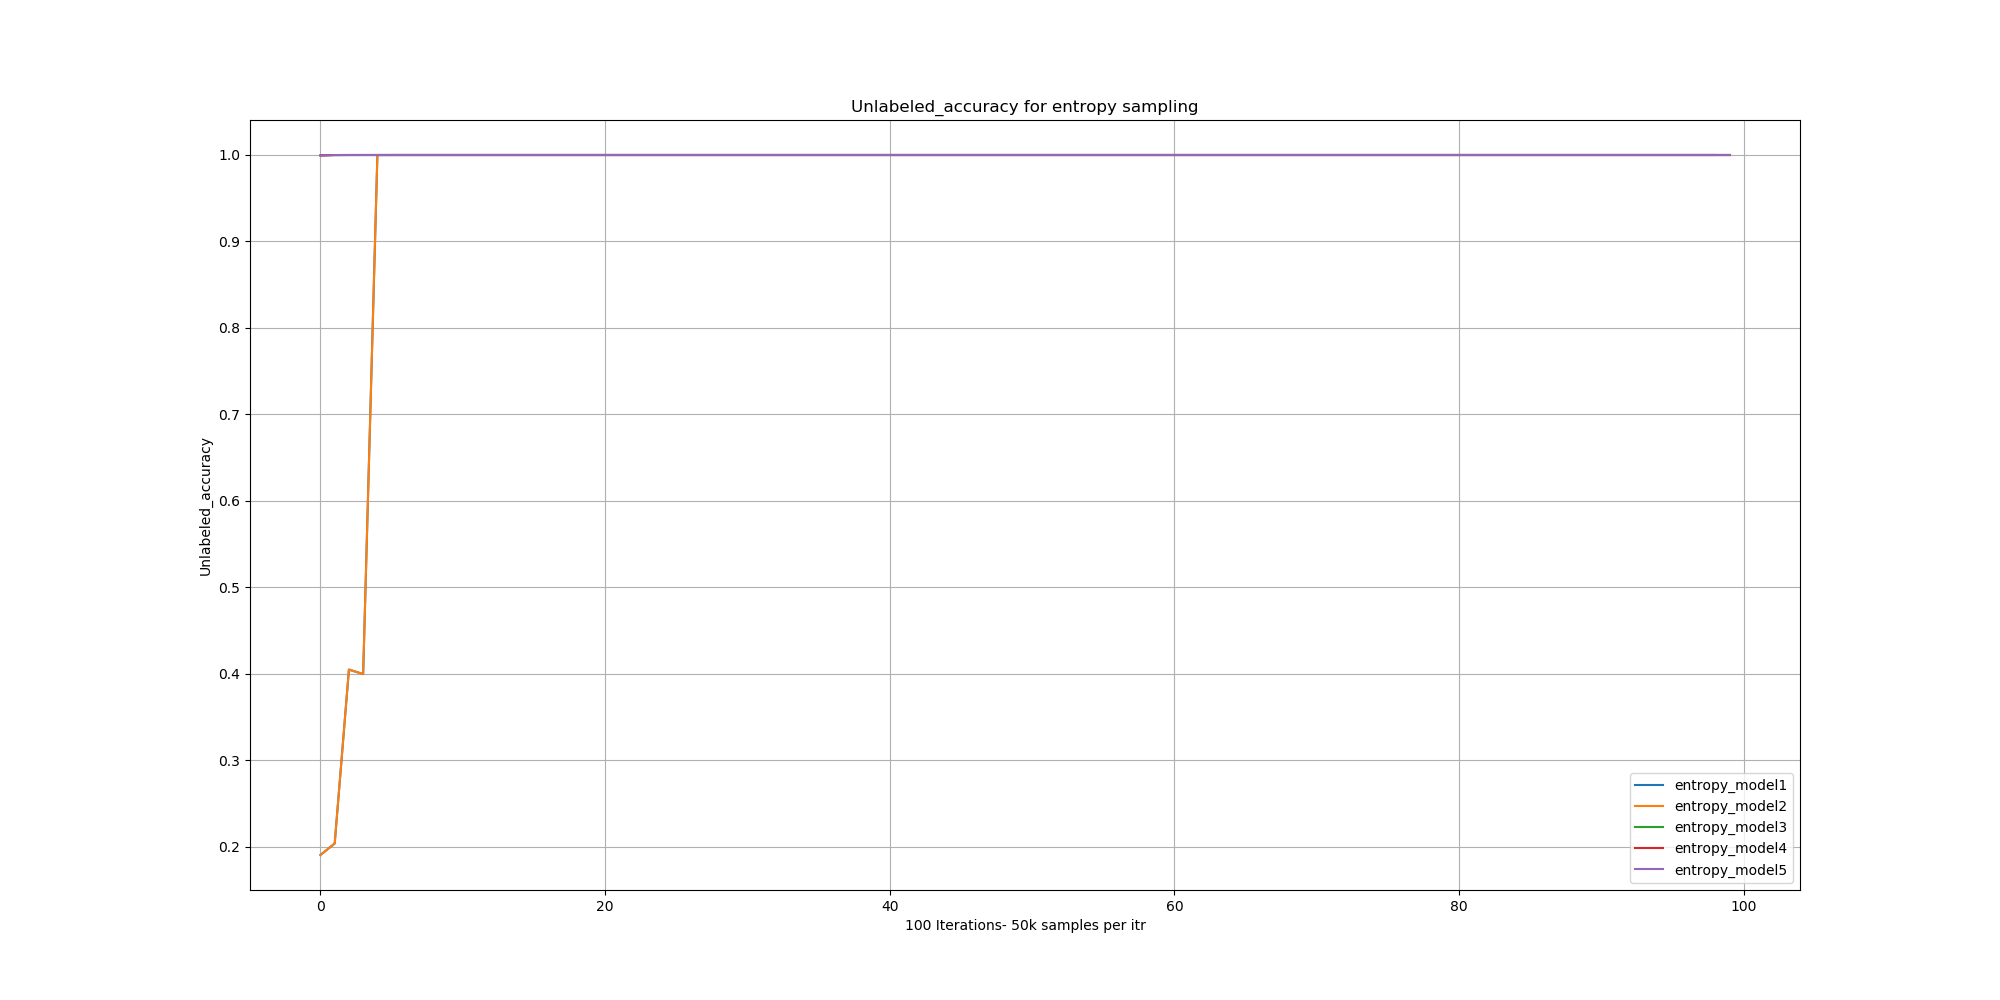 Unlabeled_accuracy for entropy sampling
1.0
0.9
0.8
0.7
0.6
0.5
0.4
0.3
0.2
Unlabeled_accuracy
0 20 40 60 80 100
100 Iterations- 50k samples per itr
entropy_model1
entropy_model2
entropy_model3
entropy_model4
entropy_model5